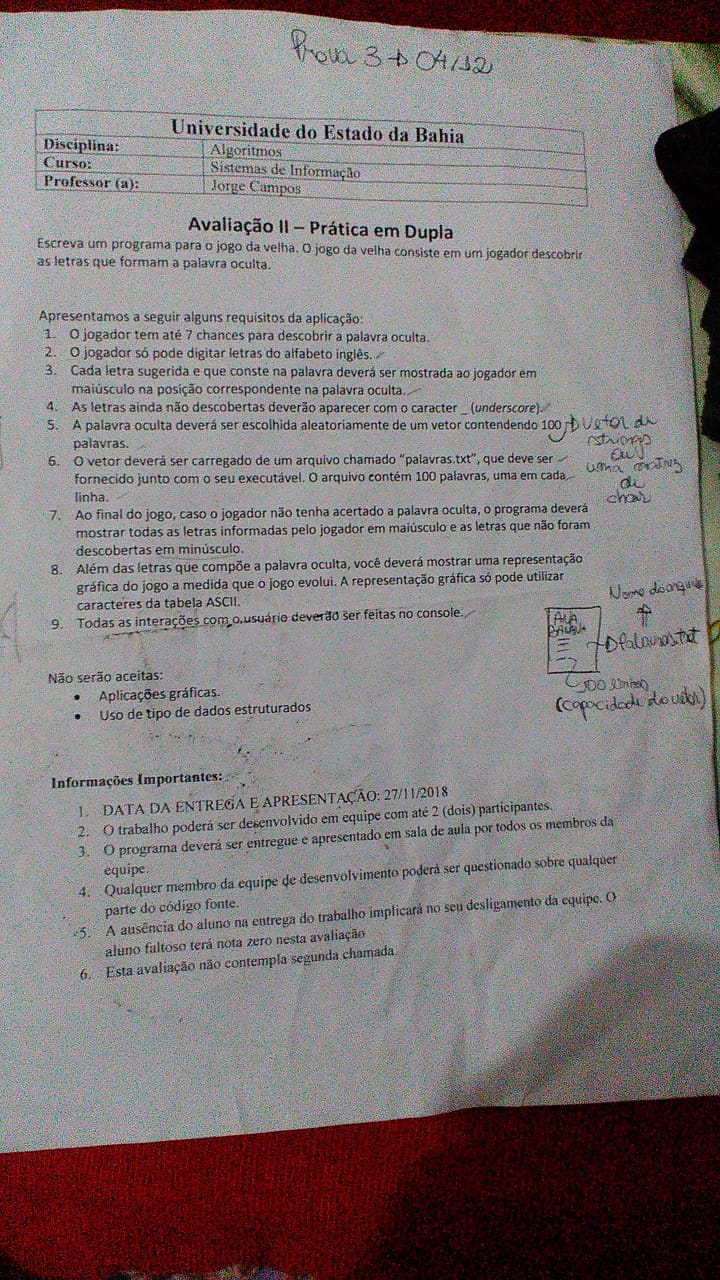 Prova 3 → 04/12
Universidade do Estado da Bahia
Disciplina: Algoritmos
Curso: Sistemas de Informação
Professor (a): Jorge Campos
Avaliação II – Prática em Dupla
Escreva um programa para o jogo da velha. O jogo da velha consiste em um jogador descobrir
as letras que formam a palavra oculta.
Apresentamos a seguir alguns requisitos da aplicação:
1. O jogador tem até 7 chances para descobrir a palavra oculta.
2. O jogador só pode digitar letras do alfabeto inglês.
3. Cada letra sugerida e que conste na palavra deverá ser mostrada ao jogador em
maiúsculo na posição correspondente na palavra oculta.
4. As letras ainda não descobertas deverão aparecer com o caracter _ (underscore).
5. A palavra oculta deverá ser escolhida aleatoriamente de um vetor contendendo 100
palavras.
→ Vetor de
strings
ou
uma matriz
de
char
6. O vetor deverá ser carregado de um arquivo chamado “palavras.txt”, que deve ser
fornecido junto com o seu executável. O arquivo contém 100 palavras, uma em cada
linha.
7. Ao final do jogo, caso o jogador não tenha acertado a palavra oculta, o programa deverá
mostrar todas as letras informadas pelo jogador em maiúsculo e as letras que não foram
descobertas em minúsculo.
8. Além das letras que compõe a palavra oculta, você deverá mostrar uma representação
gráfica do jogo a medida que o jogo evolui. A representação gráfica só pode utilizar
caracteres da tabela ASCII.
9. Todas as interações com o usuário deverão ser feitas no console.
Nome do arquivo
→ Palavras.txt
100 linhas
(capacidade do vetor)
Não serão aceitas:
• Aplicações gráficas.
• Uso de tipo de dados estruturados
Informações Importantes:
1. DATA DA ENTREGA E APRESENTAÇÃO: 27/11/2018
2. O trabalho poderá ser desenvolvido em equipe com até 2 (dois) participantes.
3. O programa deverá ser entregue e apresentado em sala de aula por todos os membros da
equipe.
4. Qualquer membro da equipe de desenvolvimento poderá ser questionado sobre qualquer
parte do código fonte.
5. A ausência do aluno na entrega do trabalho implicará no seu desligamento da equipe. O
aluno faltoso terá nota zero nesta avaliação
6. Esta avaliação não contempla segunda chamada.